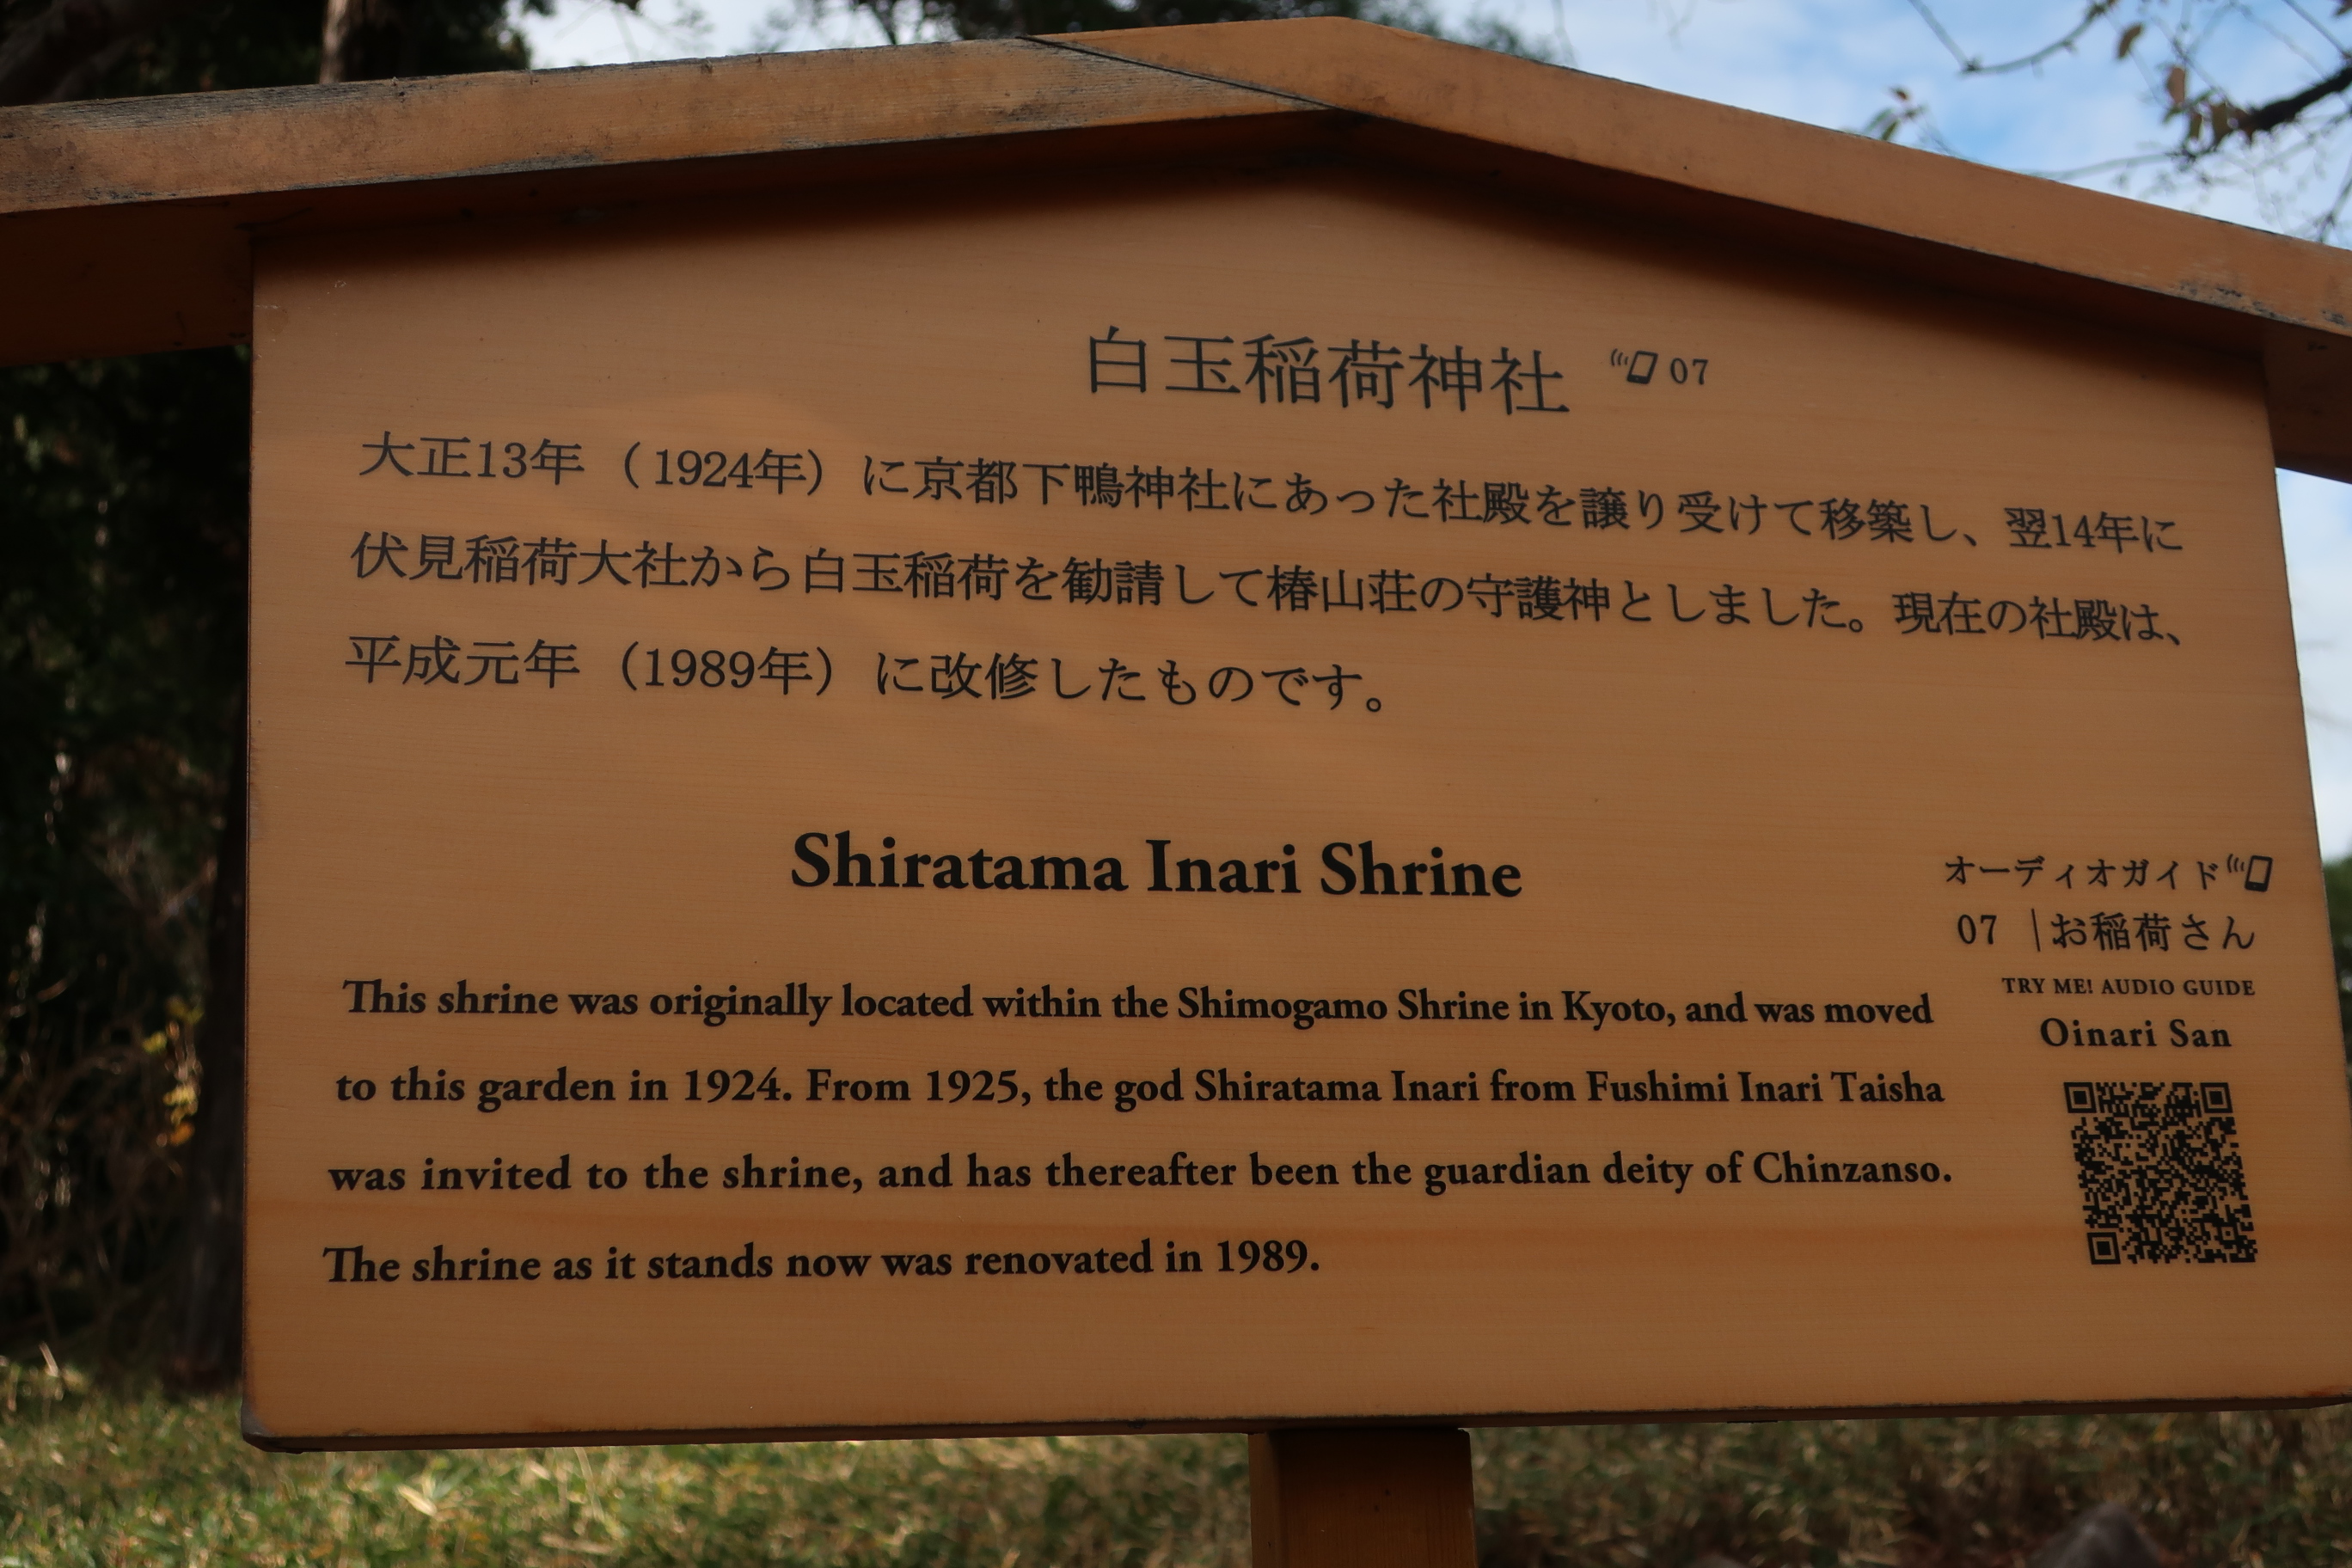 白玉稲荷神社 07
大正13年（1924年）に京都下鴨神社にあった社殿を譲り受けて移築し、翌14年に
伏見稲荷大社から白玉稲荷を勧請して椿山荘の守護神としました。現在の社殿は、
平成元年（1989年）に改修したものです。
Shiratama Inari Shrine
This shrine was originally located within the Shimogamo Shrine in Kyoto, and was moved
to this garden in 1924. From 1925, the god Shiratama Inari from Fushimi Inari Taisha
was invited to the shrine, and has thereafter been the guardian deity of Chinzanso.
The shrine as it stands now was renovated in 1989.
オーディオガイド
07 |お稲荷さん
TRY ME! AUDIO GUIDE
Oinari San